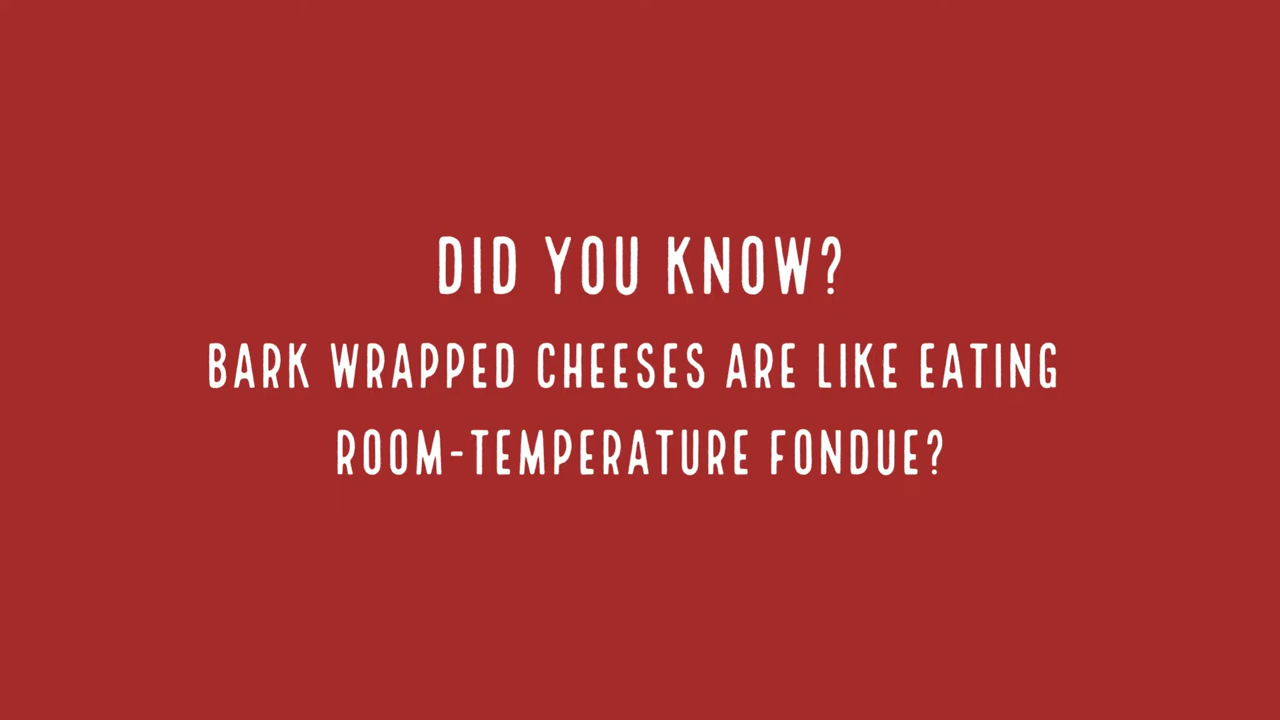 DID YOU KNOW?
BARK WRAPPED CHEESES ARE LIKE EATING
ROOM-TEMPERATURE FONDUE?